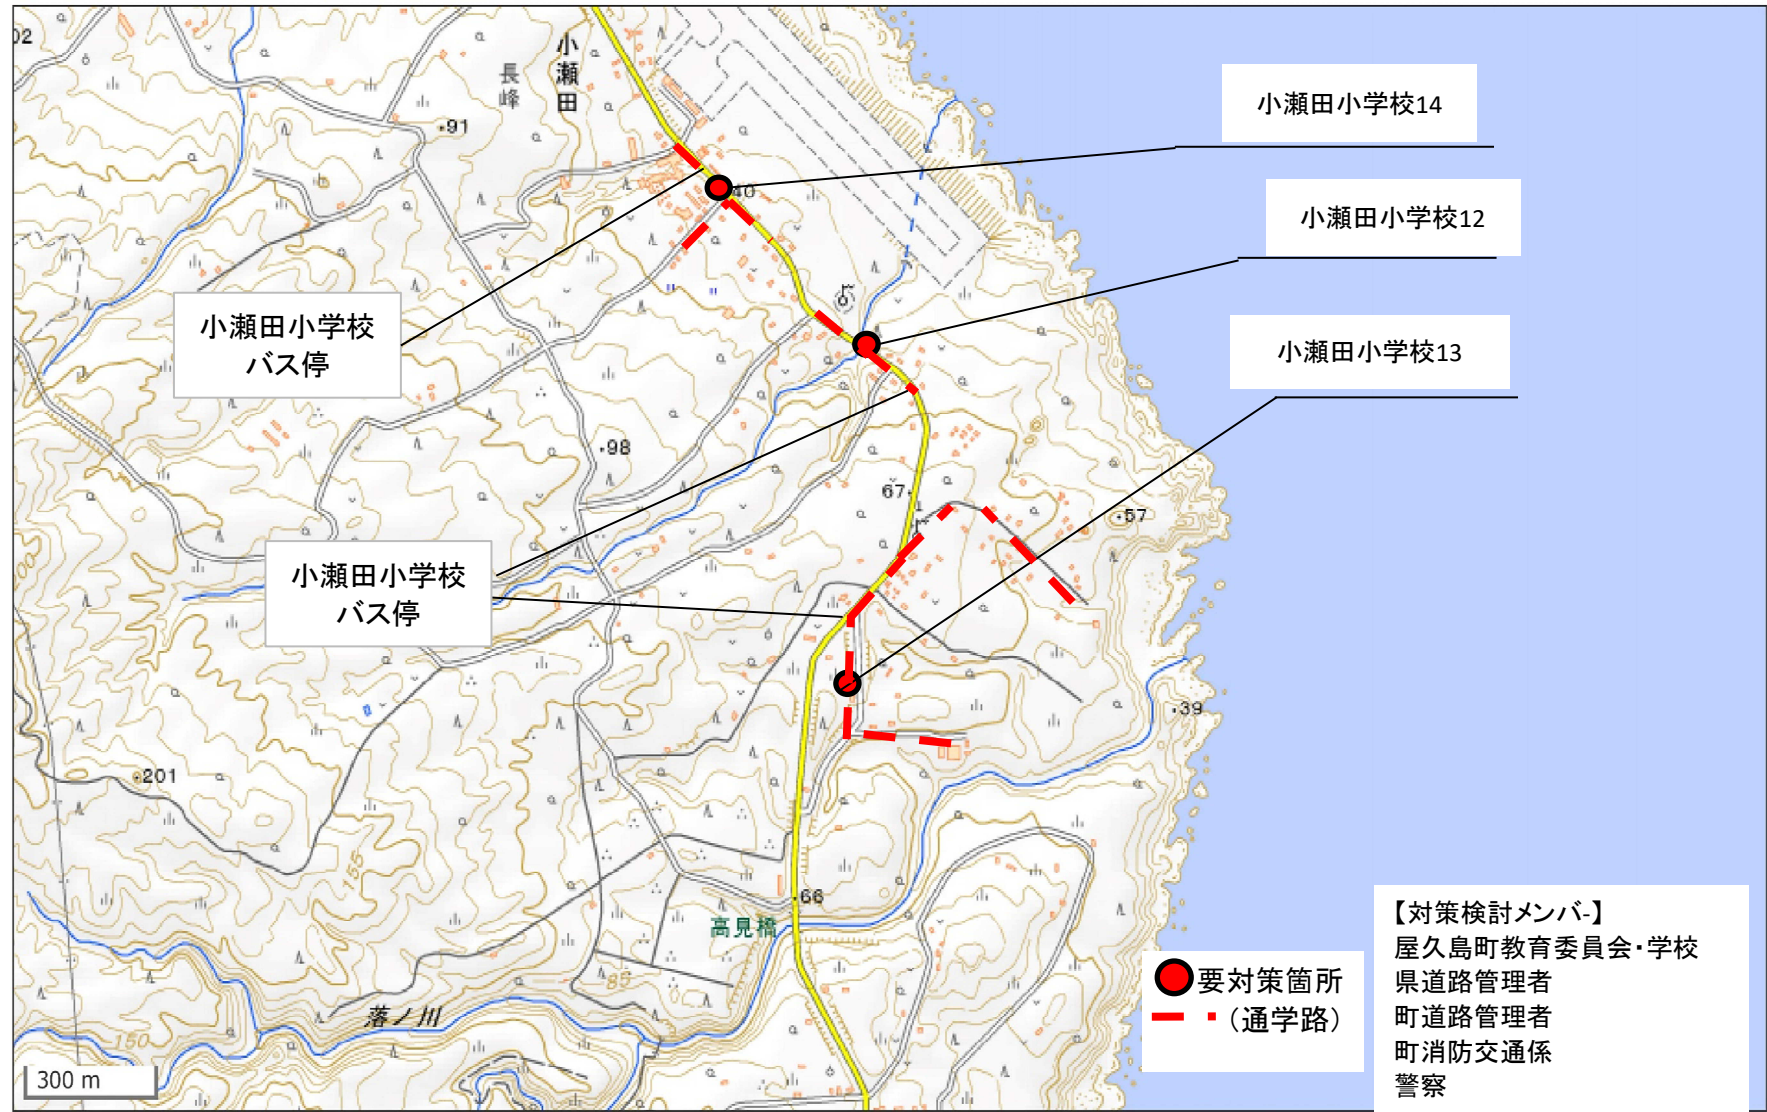 02
小瀬田
長峰
91
40
小瀬田小学校14
小瀬田小学校12
小瀬田小学校13
小瀬田小学校
バス停
98
67
57
小瀬田小学校
バス停
39
201
155
66
高見橋
85
落ノ川
150
300 m
要対策箇所
（通学路）
【対策検討メンバ-】
屋久島町教育委員会・学校
県道路管理者
町道路管理者
町消防交通係
警察